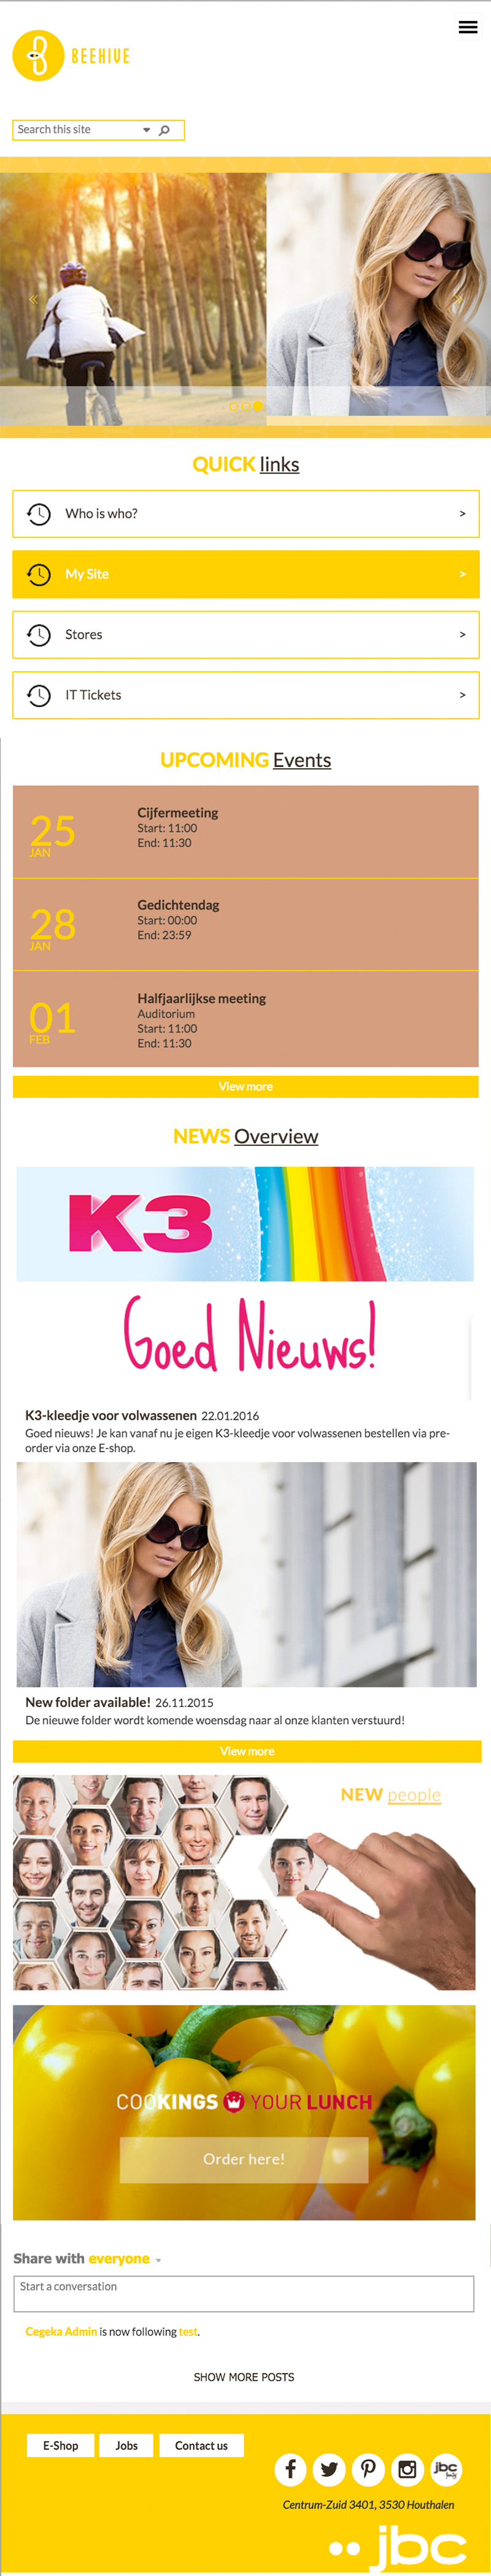 BEEHIVE
Search this site
QUICK links
Who is who? >
My Site >
Stores >
IT Tickets >
UPCOMING Events
25
JAN
Cijfermeeting
Start: 11:00
End: 11:30
28
JAN
Gedichtendag
Start: 00:00
End: 23:59
01
FEB
Halfjaarlijkse meeting
Auditorium
Start: 11:00
End: 11:30
View more
NEWS Overview
K3
Goed Nieuws!
K3-kleedje voor volwassenen 22.01.2016
Goed nieuws! Je kan vanaf nu je eigen K3-kleedje voor volwassenen bestellen via pre-
order via onze E-shop.
New folder available! 26.11.2015
De nieuwe folder wordt komende woensdag naar al onze klanten verstuurd!
View more
NEW people
COOKINGS YOUR LUNCH
Order here!
Share with everyone
Start a conversation
Cegeka Admin is now following test.
SHOW MORE POSTS
E-Shop Jobs Contact us
jbc
Centrum-Zuid 3401, 3530 Houthalen
jbc